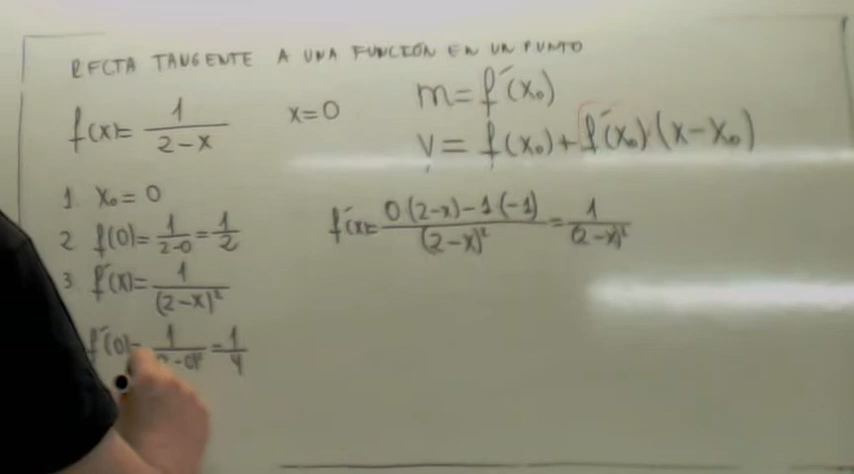 RECTA TANGENTE A UNA FUNCIÓN EN UN PUNTO
f(x)= 1/(2-x) x=0
m=f´(x₀)
y=f(x₀)+f´(x₀)·(x-x₀)
1 x₀=0
2 f(0)= 1/(2-0) = 1/2
3 f´(x)= 1/(2-x)²
f´(0)= 1/(2-0)² = 1/4
f´(x)= (0(2-x)-1(-1))/(2-x)² = 1/(2-x)²